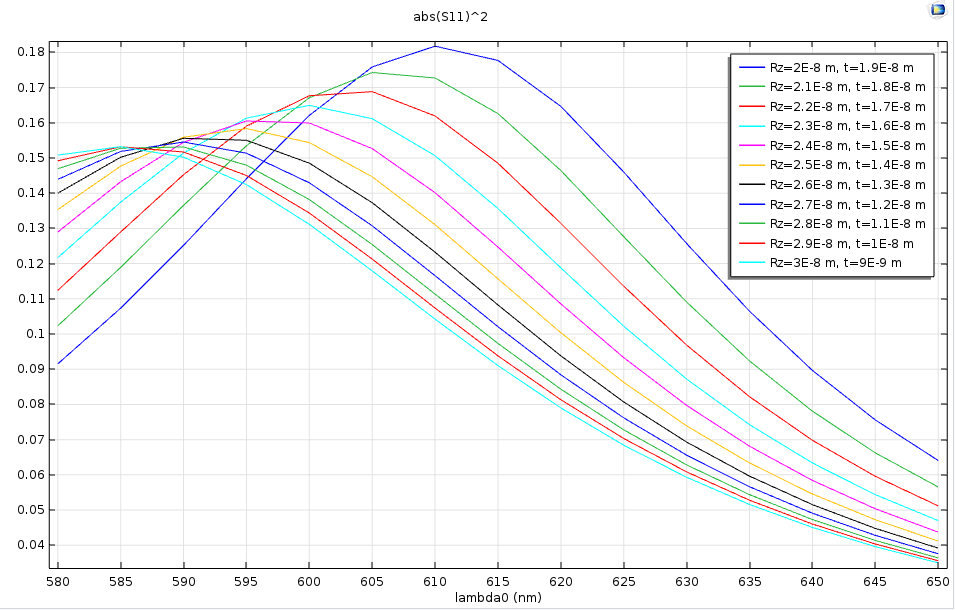 abs(S11)^2
0.18
0.17
0.16
0.15
0.14
0.13
0.12
0.11
0.1
0.09
0.08
0.07
0.06
0.05
0.04
Rz=2E-8 m, t=1.9E-8 m
Rz=2.1E-8 m, t=1.8E-8 m
Rz=2.2E-8 m, t=1.7E-8 m
Rz=2.3E-8 m, t=1.6E-8 m
Rz=2.4E-8 m, t=1.5E-8 m
Rz=2.5E-8 m, t=1.4E-8 m
Rz=2.6E-8 m, t=1.3E-8 m
Rz=2.7E-8 m, t=1.2E-8 m
Rz=2.8E-8 m, t=1.1E-8 m
Rz=2.9E-8 m, t=1E-8 m
Rz=3E-8 m, t=9E-9 m
580 585 590 595 600 605 610 615 620 625 630 635 640 645 650
lambda0 (nm)